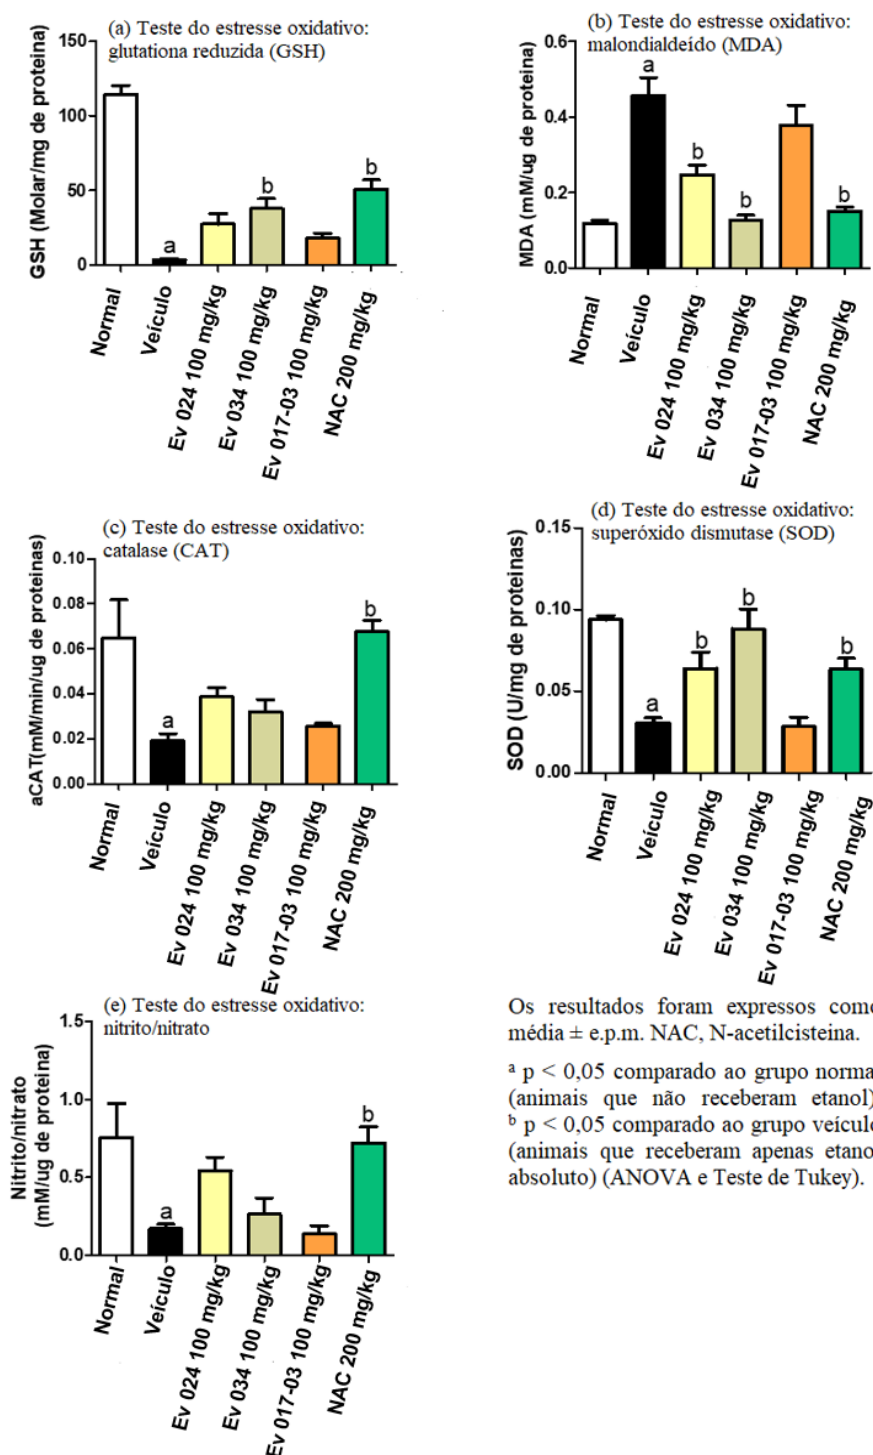 (a) Teste do estresse oxidativo:
glutationa reduzida (GSH)
GSH (Molar/mg de proteina)
150
100
50
0
a
b
b
Normal
Veículo
Ev 024 100 mg/kg
Ev 034 100 mg/kg
Ev 017-03 100 mg/kg
NAC 200 mg/kg
(b) Teste do estresse oxidativo:
malondialdeído (MDA)
MDA (mM/ug de proteina)
0.6
0.4
0.2
0.0
a
b
b
b
Normal
Veículo
Ev 024 100 mg/kg
Ev 034 100 mg/kg
Ev 017-03 100 mg/kg
NAC 200 mg/kg
(c) Teste do estresse oxidativo:
catalase (CAT)
aCAT(mM/min/ug de proteinas)
0.10
0.08
0.06
0.04
0.02
0.00
a
b
Normal
Veículo
Ev 024 100 mg/kg
Ev 034 100 mg/kg
Ev 017-03 100 mg/kg
NAC 200 mg/kg
(d) Teste do estresse oxidativo:
superóxido dismutase (SOD)
SOD (U/mg de proteinas)
0.15
0.10
0.05
0.00
a
b
b
b
Normal
Veículo
Ev 024 100 mg/kg
Ev 034 100 mg/kg
Ev 017-03 100 mg/kg
NAC 200 mg/kg
(e) Teste do estresse oxidativo:
nitrito/nitrato
Nitrito/nitrato
(mM/ug de proteina)
1.5
1.0
0.5
0.0
a
b
Normal
Veículo
Ev 024 100 mg/kg
Ev 034 100 mg/kg
Ev 017-03 100 mg/kg
NAC 200 mg/kg
Os resultados foram expressos como
média ± e.p.m. NAC, N-acetilcisteina.
ᵃ p < 0,05 comparado ao grupo norma
(animais que não receberam etanol)
ᵇ p < 0,05 comparado ao grupo veículo
(animais que receberam apenas etano
absoluto) (ANOVA e Teste de Tukey).